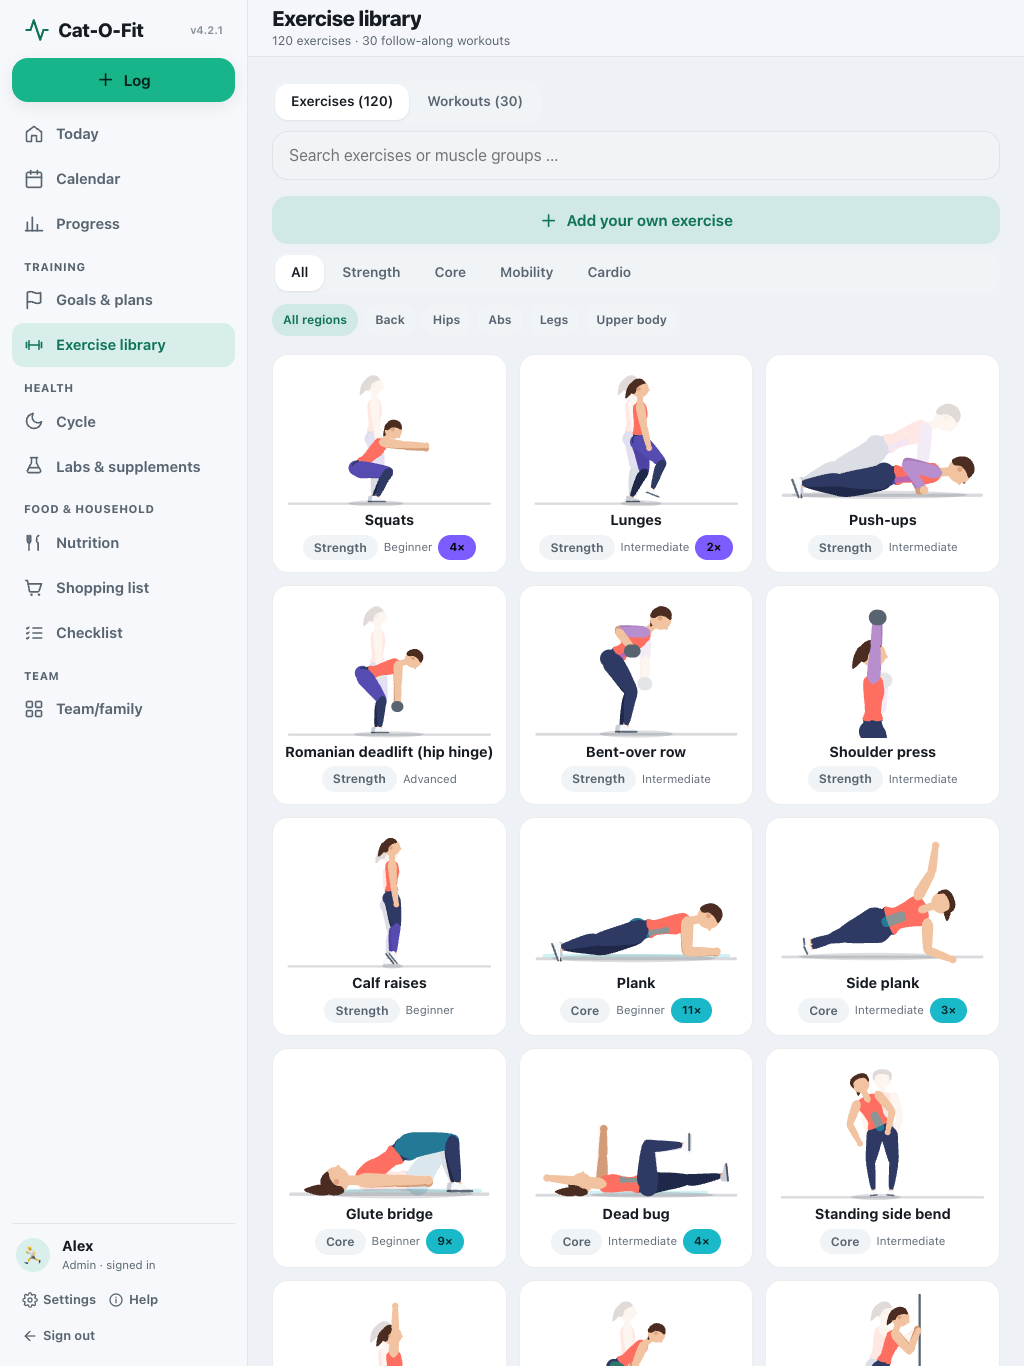 Cat-O-Fit
v4.2.1
Log
Today
Calendar
Progress
TRAINING
Goals & plans
Exercise library
HEALTH
Cycle
Labs & supplements
FOOD & HOUSEHOLD
Nutrition
Shopping list
Checklist
TEAM
Team/family
Alex
Admin · signed in
Settings
Help
Sign out
Exercise library
120 exercises · 30 follow-along workouts
Exercises (120)
Workouts (30)
Search exercises or muscle groups ...
Add your own exercise
All
Strength
Core
Mobility
Cardio
All regions
Back
Hips
Abs
Legs
Upper body
Squats
Strength
Beginner
4×
Lunges
Strength
Intermediate
2×
Push-ups
Strength
Intermediate
Romanian deadlift (hip hinge)
Strength
Advanced
Bent-over row
Strength
Intermediate
Shoulder press
Strength
Intermediate
Calf raises
Strength
Beginner
Plank
Core
Beginner
11×
Side plank
Core
Intermediate
3×
Glute bridge
Core
Beginner
9×
Dead bug
Core
Intermediate
4×
Standing side bend
Core
Intermediate